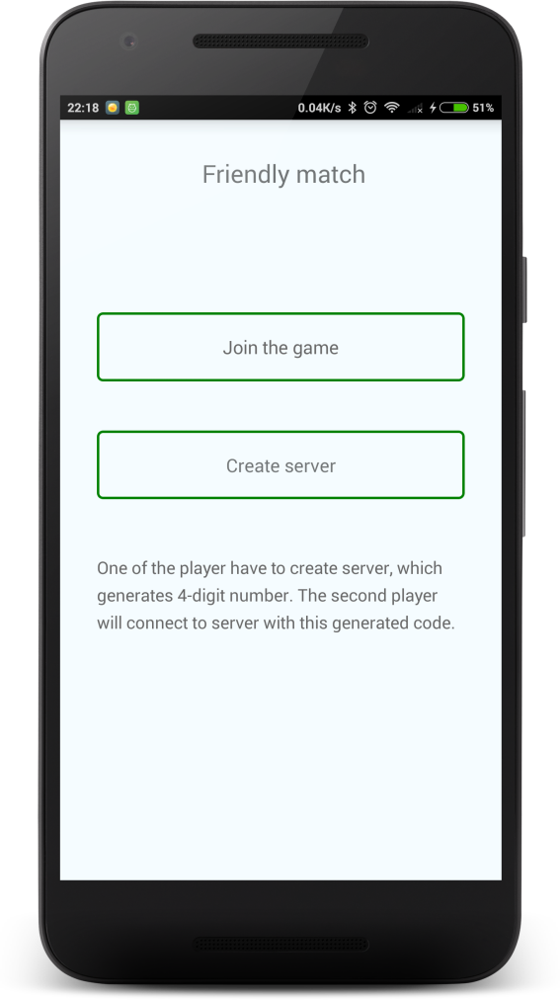 22:18 0.04K/s 51%
Friendly match
Join the game
Create server
One of the player have to create server, which
generates 4-digit number. The second player
will connect to server with this generated code.